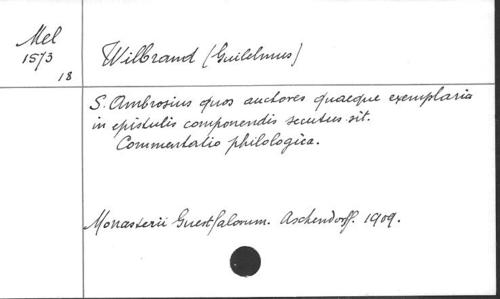 Mel
1573
18
Wilbrand (Guilelmus)
S. Ambrosius quos auctores quaeque exemplaria
in epistulis componendis secutus sit.
Commentatio philologica.
Monasterii Guestfalorum. Aschendorff. 1909.